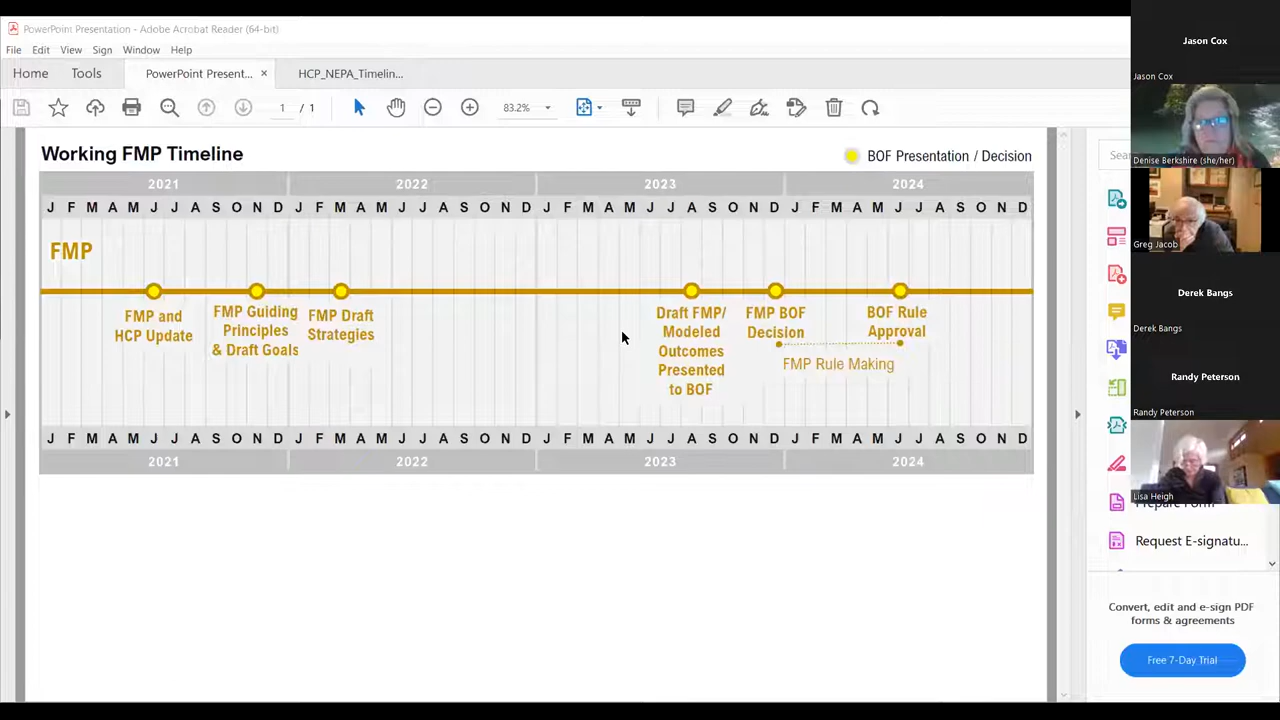 PowerPoint Presentation - Adobe Acrobat Reader (64-bit)
File Edit View Sign Window Help
Home Tools PowerPoint Present... × HCP_NEPA_Timelin...
1 / 1 83.2%
Working FMP Timeline
BOF Presentation / Decision
2021 2022 2023 2024
J F M A M J J A S O N D J F M A M J J A S O N D J F M A M J J A S O N D J F M A M J J A S O N D
FMP
FMP and
HCP Update
FMP Guiding
Principles
& Draft Goals
FMP Draft
Strategies
Draft FMP/
Modeled
Outcomes
Presented
to BOF
FMP BOF
Decision
BOF Rule
Approval
FMP Rule Making
J F M A M J J A S O N D J F M A M J J A S O N D J F M A M J J A S O N D J F M A M J J A S O N D
2021 2022 2023 2024
Sear
Request E-signatu...
Convert, edit and e-sign PDF
forms & agreements
Free 7-Day Trial
Jason Cox
Jason Cox
Denise Berkshire (she/her)
Greg Jacob
Derek Bangs
Derek Bangs
Randy Peterson
Randy Peterson
Lisa Heigh